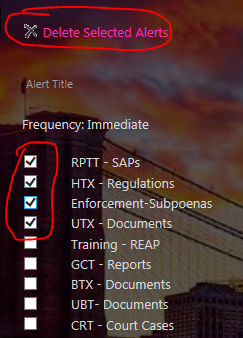 Delete Selected Alerts
Alert Title
Frequency: Immediate
RPTT - SAPs
HTX - Regulations
Enforcement-Subpoenas
UTX - Documents
Training - REAP
GCT - Reports
BTX - Documents
UBT- Documents
CRT - Court Cases